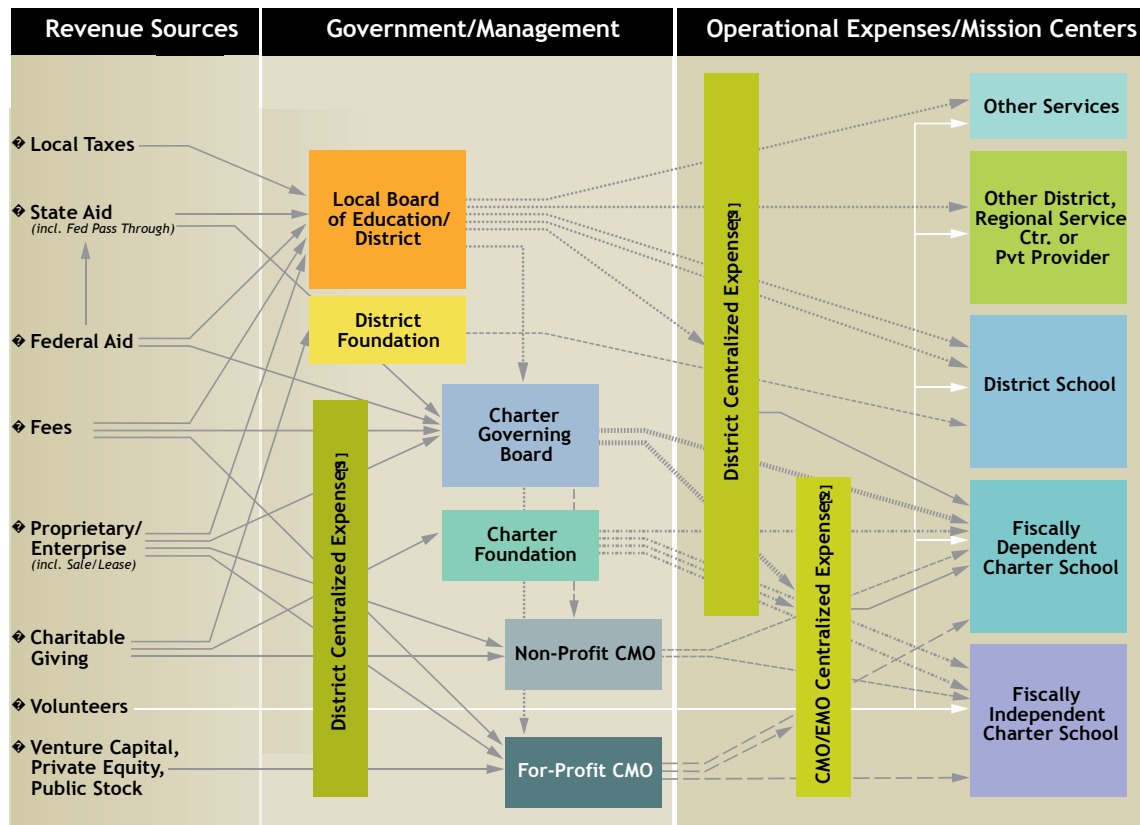 Revenue Sources
Government/Management
Operational Expenses/Mission Centers
� Local Taxes
� State Aid
(incl. Fed Pass Through)
� Federal Aid
� Fees
� Proprietary/
Enterprise
(incl. Sale/Lease)
� Charitable
Giving
� Volunteers
� Venture Capital,
Private Equity,
Public Stock
Local Board
of Education/
District
District
Foundation
District Centralized Expenses[3]
Charter
Governing
Board
Charter
Foundation
Non-Profit CMO
For-Profit CMO
District Centralized Expenses[1]
CMO/EMO Centralized Expenses[2]
Other Services
Other District,
Regional Service
Ctr. or
Pvt Provider
District School
Fiscally
Dependent
Charter School
Fiscally
Independent
Charter School